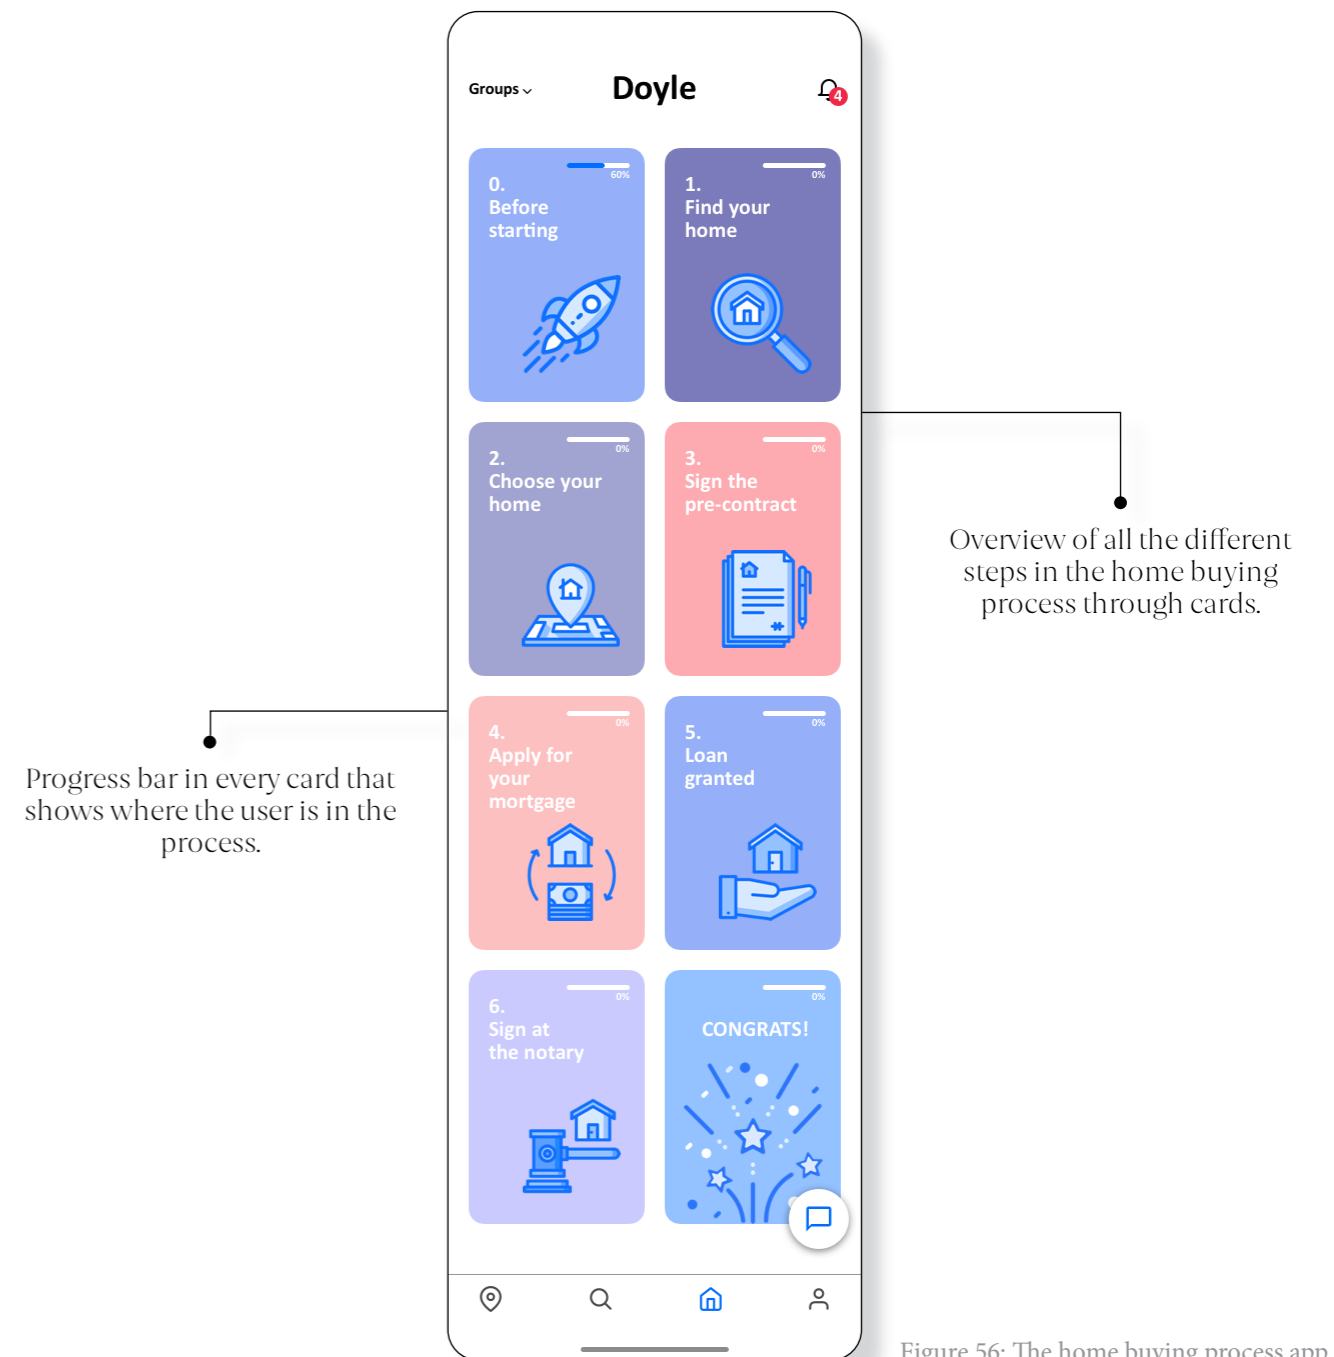 Groups
Doyle
4
60%
0.
Before
starting
0%
1.
Find your
home
0%
2.
Choose your
home
0%
3.
Sign the
pre-contract
0%
4.
Apply for
your
mortgage
0%
5.
Loan
granted
0%
6.
Sign at
the notary
0%
CONGRATS!
Overview of all the different
steps in the home buying
process through cards.
Progress bar in every card that
shows where the user is in the
process.
Figure 56: The home buying process app